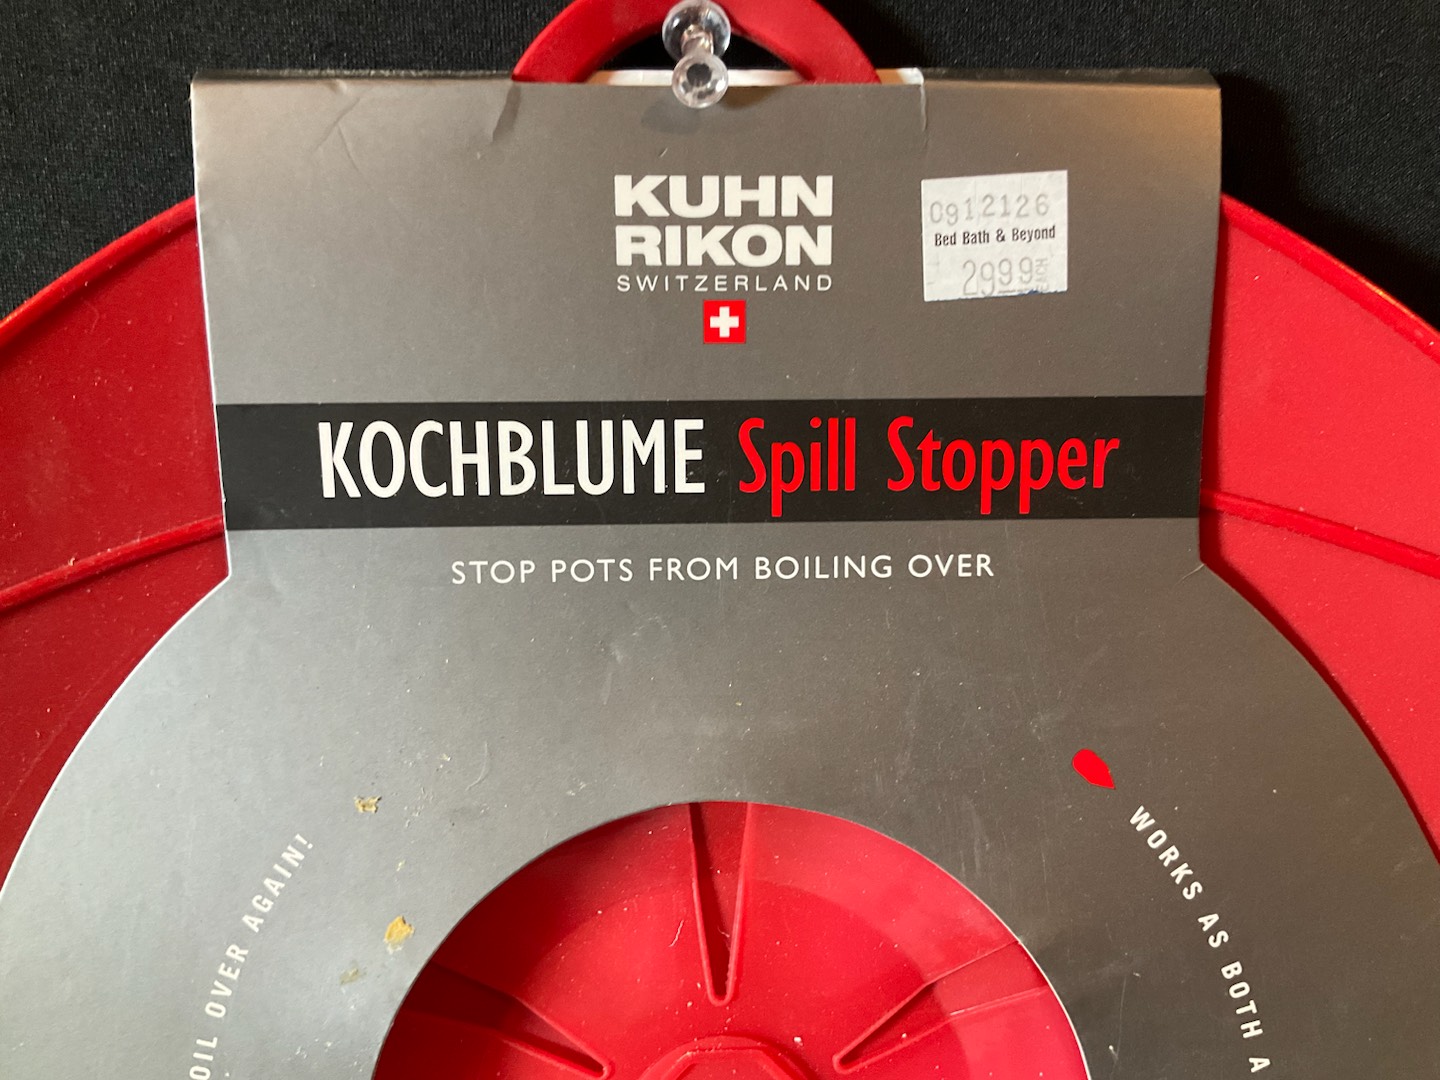 KUHN
RIKON
SWITZERLAND
0912126
Bed Bath & Beyond
2999 EACH
KOCHBLUME Spill Stopper
STOP POTS FROM BOILING OVER
OIL OVER AGAIN!
WORKS AS BOTH A